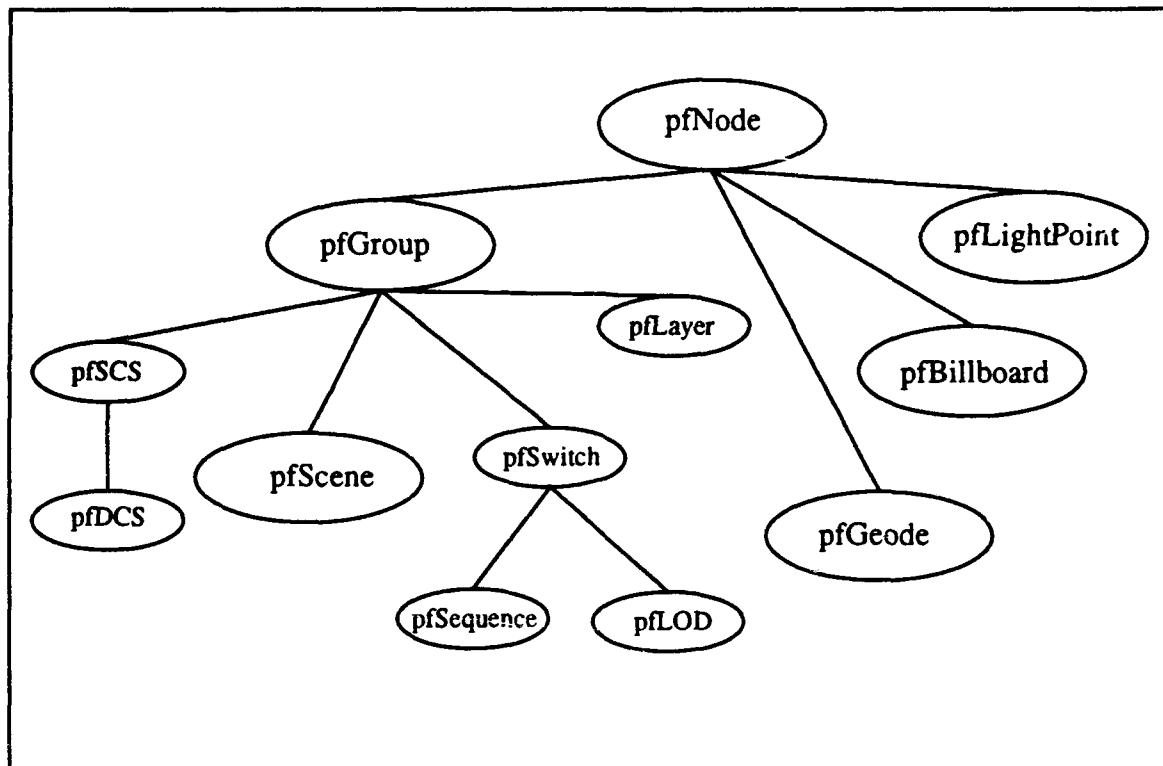 pfNode
pfGroup
pfLightPoint
pfLayer
pfSCS
pfBillboard
pfScene
pfSwitch
pfDCS
pfGeode
pfSequence
pfLOD